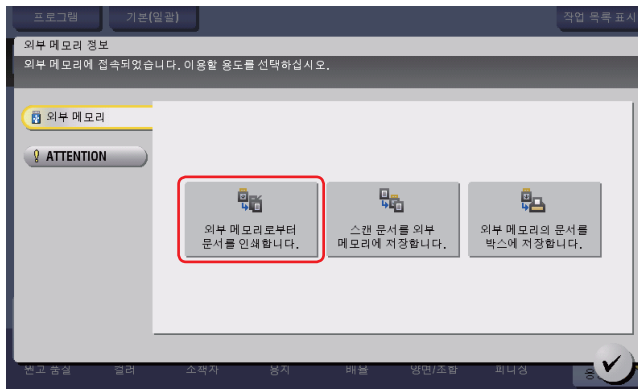 프로그램
기본(일괄)
작업 목록 표시
외부 메모리 정보
외부 메모리에 접속되었습니다. 이용할 용도를 선택하십시오.
외부 메모리
ATTENTION
외부 메모리로부터
문서를 인쇄합니다.
스캔 문서를 외부
메모리에 저장합니다.
외부 메모리의 문서를
박스에 저장합니다.
원고 품질
컬러
소책자
용지
배율
양면/조합
피니싱